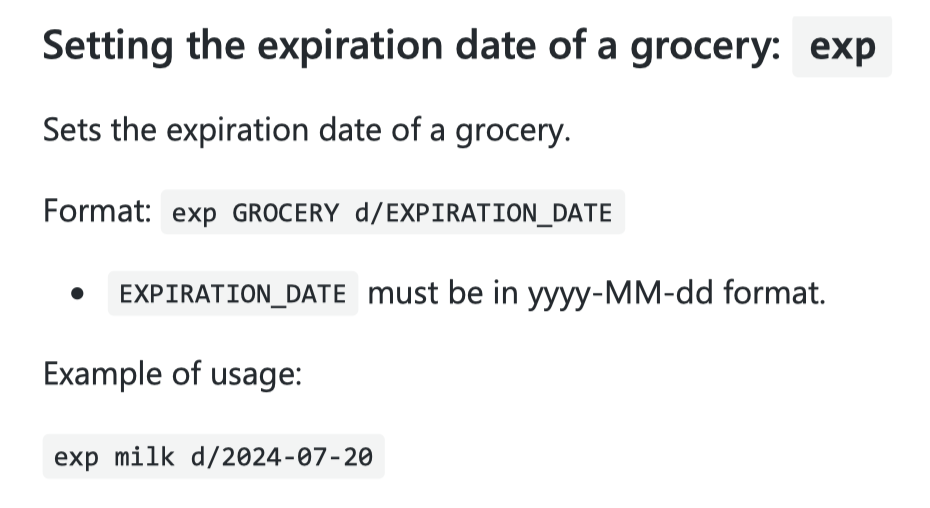 Setting the expiration date of a grocery: exp
Sets the expiration date of a grocery.
Format: exp GROCERY d/EXPIRATION_DATE
• EXPIRATION_DATE must be in yyyy-MM-dd format.
Example of usage:
exp milk d/2024-07-20